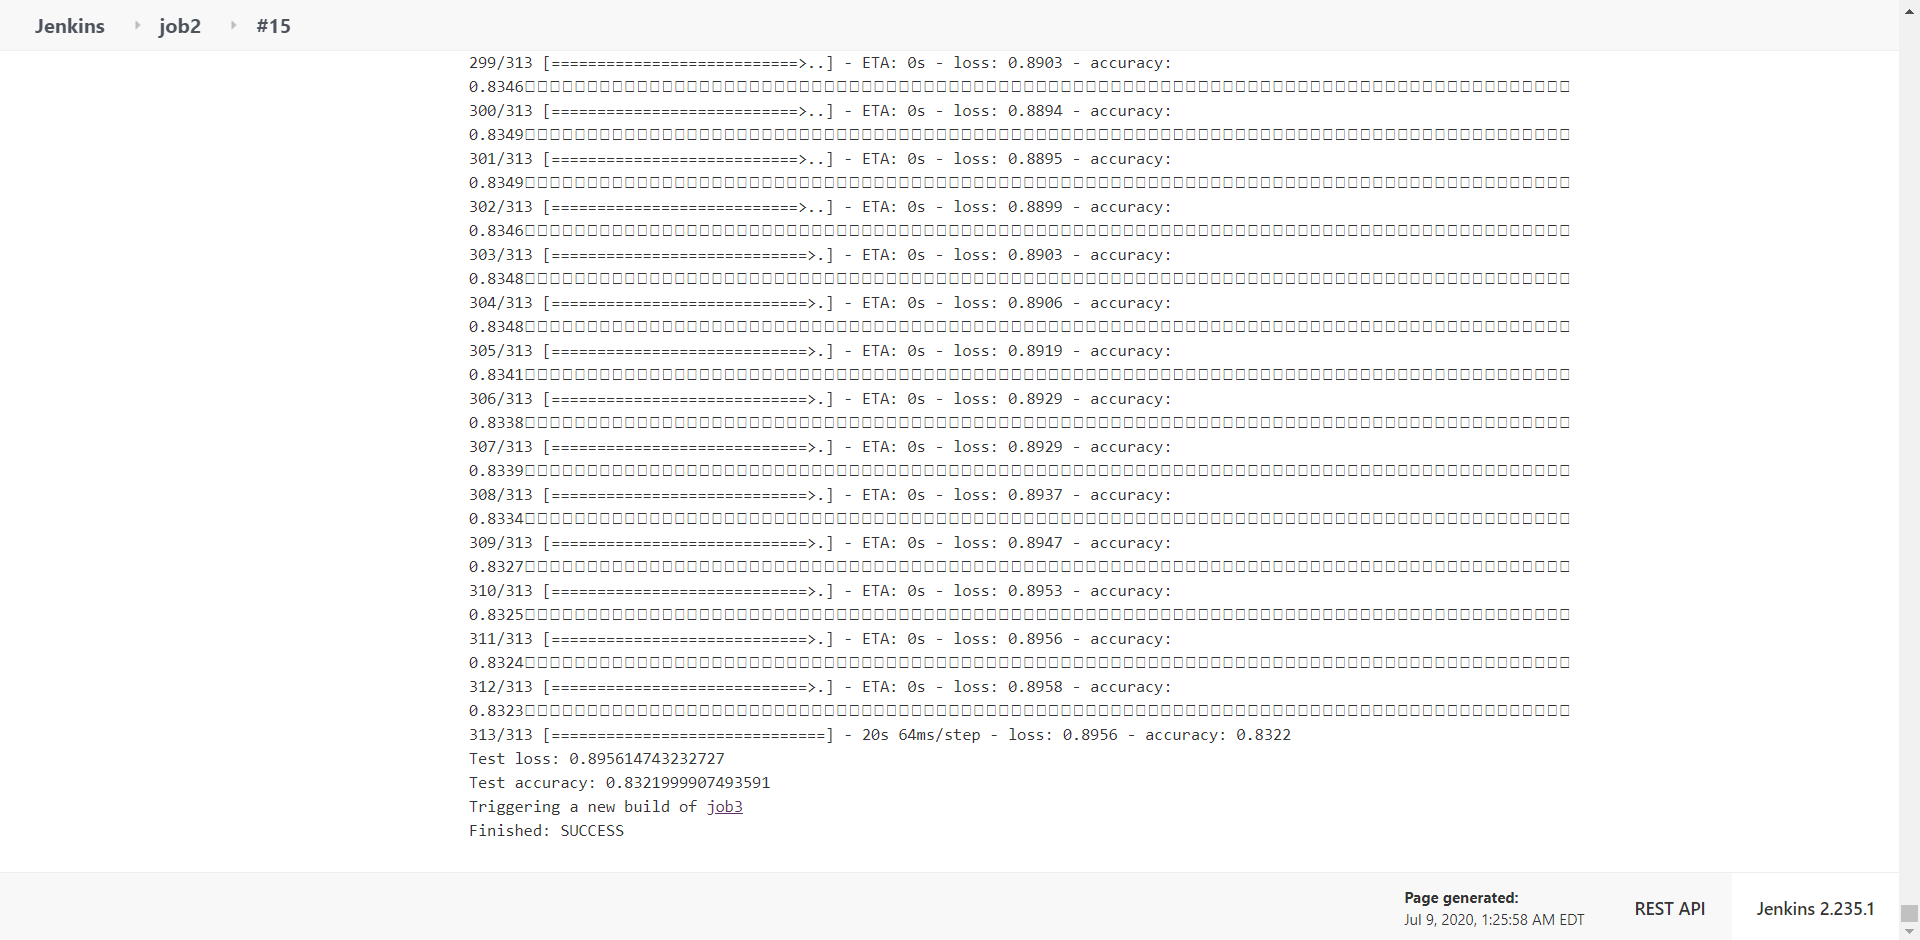 Jenkins job2 #15
299/313 [===========================>..] - ETA: 0s - loss: 0.8903 - accuracy:
0.8346
300/313 [===========================>..] - ETA: 0s - loss: 0.8894 - accuracy:
0.8349
301/313 [===========================>..] - ETA: 0s - loss: 0.8895 - accuracy:
0.8349
302/313 [===========================>..] - ETA: 0s - loss: 0.8899 - accuracy:
0.8346
303/313 [============================>.] - ETA: 0s - loss: 0.8903 - accuracy:
0.8348
304/313 [============================>.] - ETA: 0s - loss: 0.8906 - accuracy:
0.8348
305/313 [============================>.] - ETA: 0s - loss: 0.8919 - accuracy:
0.8341
306/313 [============================>.] - ETA: 0s - loss: 0.8929 - accuracy:
0.8338
307/313 [============================>.] - ETA: 0s - loss: 0.8929 - accuracy:
0.8339
308/313 [============================>.] - ETA: 0s - loss: 0.8937 - accuracy:
0.8334
309/313 [============================>.] - ETA: 0s - loss: 0.8947 - accuracy:
0.8327
310/313 [============================>.] - ETA: 0s - loss: 0.8953 - accuracy:
0.8325
311/313 [============================>.] - ETA: 0s - loss: 0.8956 - accuracy:
0.8324
312/313 [============================>.] - ETA: 0s - loss: 0.8958 - accuracy:
0.8323
313/313 [==============================] - 20s 64ms/step - loss: 0.8956 - accuracy: 0.8322
Test loss: 0.895614743232727
Test accuracy: 0.8321999907493591
Triggering a new build of job3
Finished: SUCCESS
Page generated:
Jul 9, 2020, 1:25:58 AM EDT
REST API
Jenkins 2.235.1